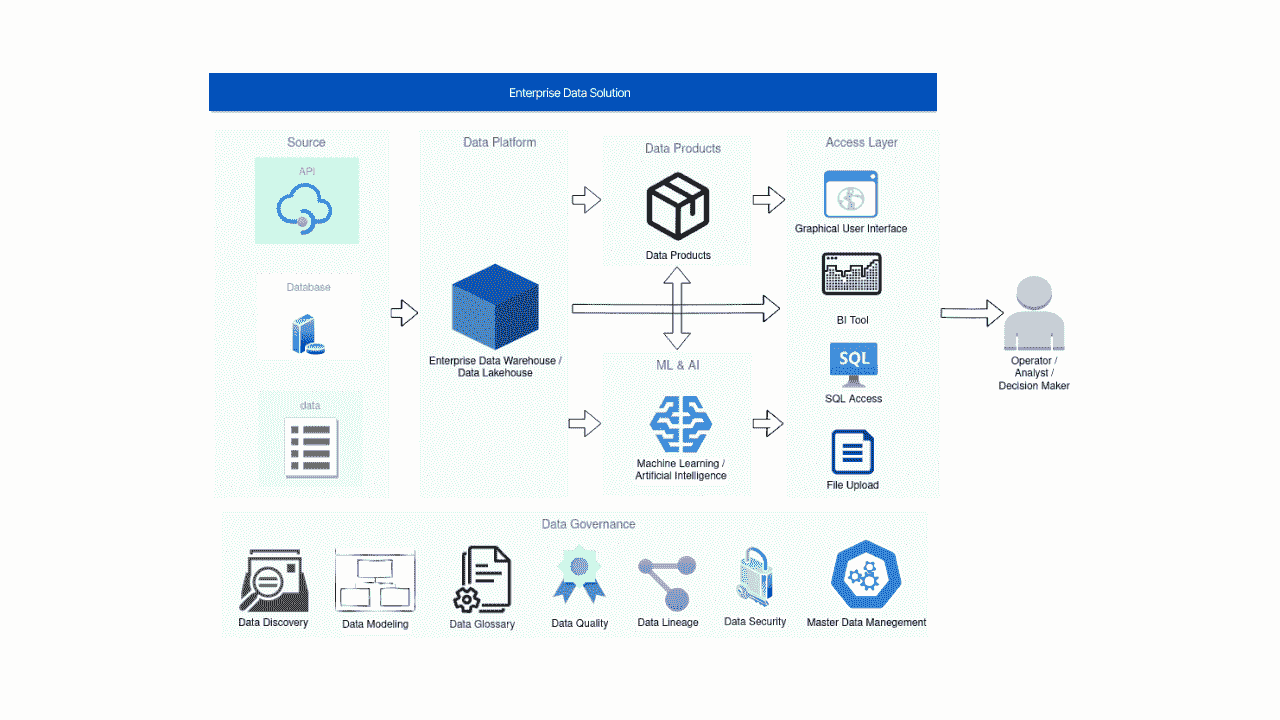 Enterprise Data Solution
Source
API
Database
data
Data Platform
Enterprise Data Warehouse /
Data Lakehouse
Data Products
Data Products
ML & AI
Machine Learning /
Artificial Intelligence
Access Layer
Graphical User Interface
BI Tool
SQL
SQL Access
File Upload
Operator /
Analyst /
Decision Maker
Data Governance
Data Discovery
Data Modeling
Data Glossary
Data Quality
Data Lineage
Data Security
Master Data Manegement